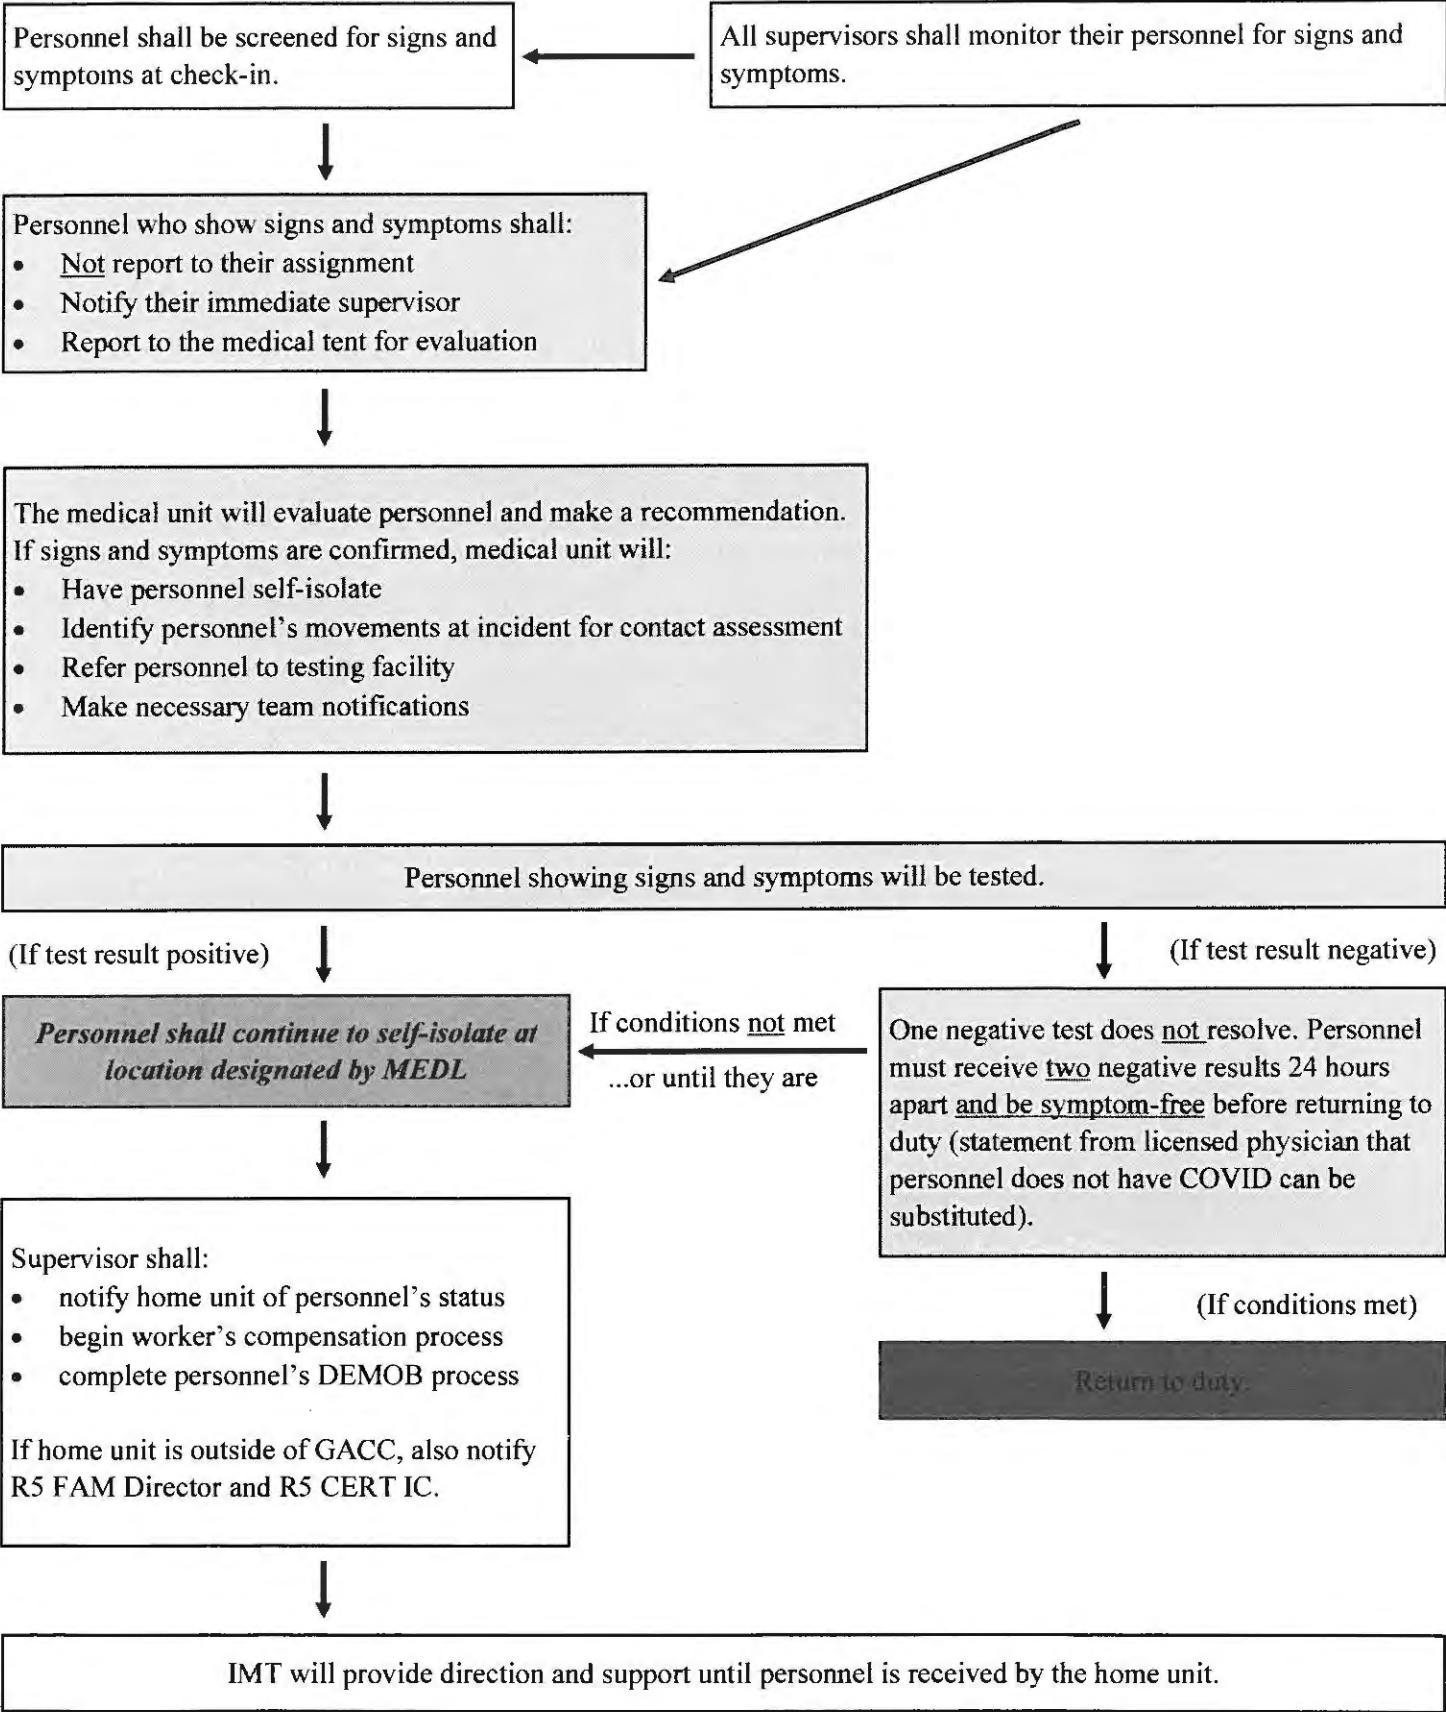 Personnel shall be screened for signs and
symptoms at check-in.
All supervisors shall monitor their personnel for signs and
symptoms.
Personnel who show signs and symptoms shall:
• Not report to their assignment
• Notify their immediate supervisor
• Report to the medical tent for evaluation
The medical unit will evaluate personnel and make a recommendation.
If signs and symptoms are confirmed, medical unit will:
• Have personnel self-isolate
• Identify personnel's movements at incident for contact assessment
• Refer personnel to testing facility
• Make necessary team notifications
Personnel showing signs and symptoms will be tested.
(If test result positive)
(If test result negative)
Personnel shall continue to self-isolate at
location designated by MEDL
If conditions not met
...or until they are
One negative test does not resolve. Personnel
must receive two negative results 24 hours
apart and be symptom-free before returning to
duty (statement from licensed physician that
personnel does not have COVID can be
substituted).
Supervisor shall:
• notify home unit of personnel's status
• begin worker's compensation process
• complete personnel's DEMOB process
If home unit is outside of GACC, also notify
R5 FAM Director and R5 CERT IC.
(If conditions met)
Return to duty.
IMT will provide direction and support until personnel is received by the home unit.